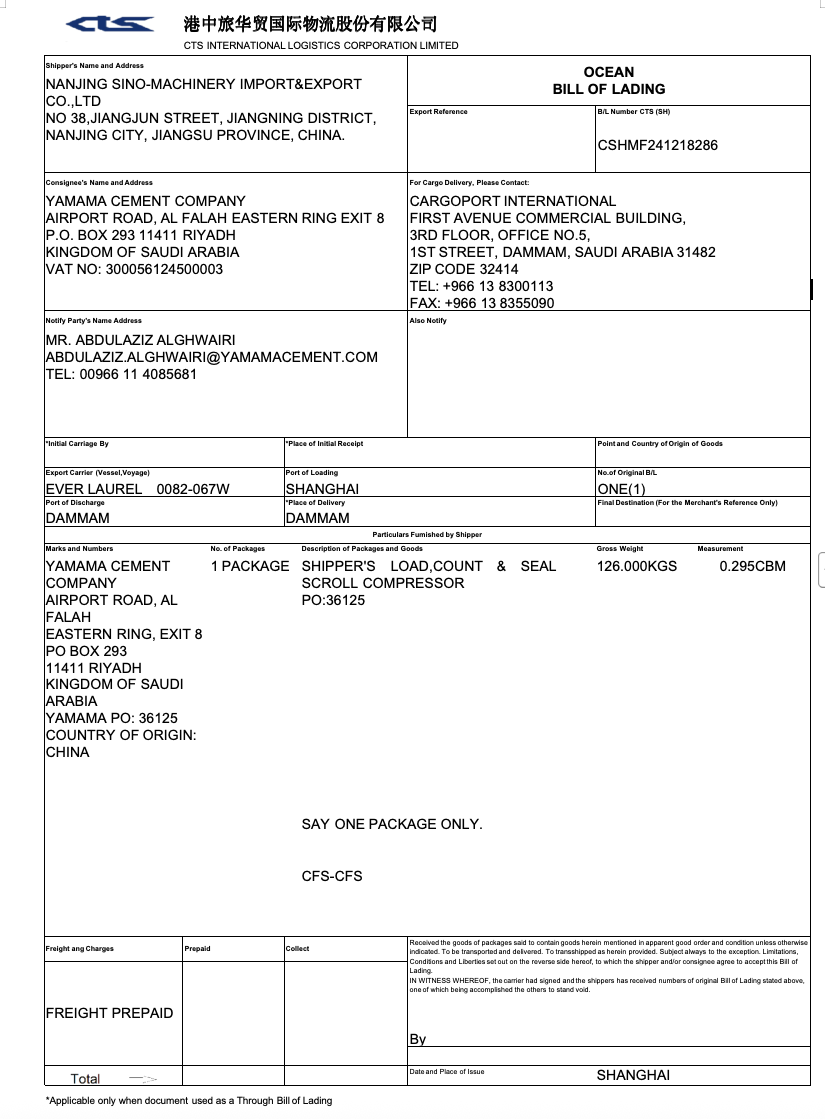 CTS
港中旅华贸国际物流股份有限公司
CTS INTERNATIONAL LOGISTICS CORPORATION LIMITED
Shipper's Name and Address
NANJING SINO-MACHINERY IMPORT&EXPORT
CO.,LTD
NO 38,JIANGJUN STREET, JIANGNING DISTRICT,
NANJING CITY, JIANGSU PROVINCE, CHINA.
OCEAN
BILL OF LADING
Export Reference
B/L Number CTS (SH)
CSHMF241218286
Consignee's Name and Address
YAMAMA CEMENT COMPANY
AIRPORT ROAD, AL FALAH EASTERN RING EXIT 8
P.O. BOX 293 11411 RIYADH
KINGDOM OF SAUDI ARABIA
VAT NO: 300056124500003
For Cargo Delivery, Please Contact:
CARGOPORT INTERNATIONAL
FIRST AVENUE COMMERCIAL BUILDING,
3RD FLOOR, OFFICE NO.5,
1ST STREET, DAMMAM, SAUDI ARABIA 31482
ZIP CODE 32414
TEL: +966 13 8300113
FAX: +966 13 8355090
Notify Party's Name Address
MR. ABDULAZIZ ALGHWAIRI
ABDULAZIZ.ALGHWAIRI@YAMAMACEMENT.COM
TEL: 00966 11 4085681
Also Notify
*Initial Carriage By
*Place of Initial Receipt
Point and Country of Origin of Goods
Export Carrier (Vessel,Voyage)
EVER LAUREL 0082-067W
Port of Loading
SHANGHAI
No.of Original B/L
ONE(1)
Port of Discharge
DAMMAM
*Place of Delivery
DAMMAM
Final Destination (For the Merchant's Reference Only)
Particulars Fumished by Shipper
Marks and Numbers No. of Packages Description of Packages and Goods Gross Weight Measurement
YAMAMA CEMENT 1 PACKAGE SHIPPER'S LOAD,COUNT & SEAL 126.000KGS 0.295CBM
COMPANY SCROLL COMPRESSOR
AIRPORT ROAD, AL PO:36125
FALAH
EASTERN RING, EXIT 8
PO BOX 293
11411 RIYADH
KINGDOM OF SAUDI
ARABIA
YAMAMA PO: 36125
COUNTRY OF ORIGIN:
CHINA
SAY ONE PACKAGE ONLY.
CFS-CFS
Freight ang Charges
Prepaid
Collect
FREIGHT PREPAID
Received the goods of packages said to contain goods herein mentioned in apparent good order and condition unless otherwise
indicated. To be transported and delivered. To transshipped as herein provided. Subject always to the exception. Limitations,
Conditions and Liberties set out on the reverse side hereof, to which the shipper and/or consignee agree to accept this Bill of
Lading.
IN WITNESS WHEREOF, the carrier had signed and the shippers has received numbers of original Bill of Lading stated above,
one of which being accomplished the others to stand void.
By
Total
Date and Place of Issue
SHANGHAI
*Applicable only when document used as a Through Bill of Lading